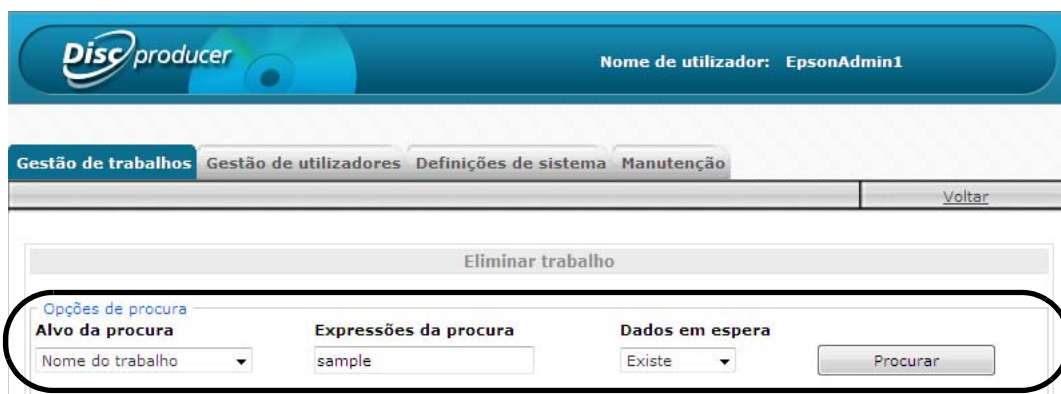 Disc producer
Nome de utilizador: EpsonAdmin1
Gestão de trabalhos Gestão de utilizadores Definições de sistema Manutenção
Voltar
Eliminar trabalho
Opções de procura
Alvo da procura Expressões da procura Dados em espera
Nome do trabalho sample Existe Procurar